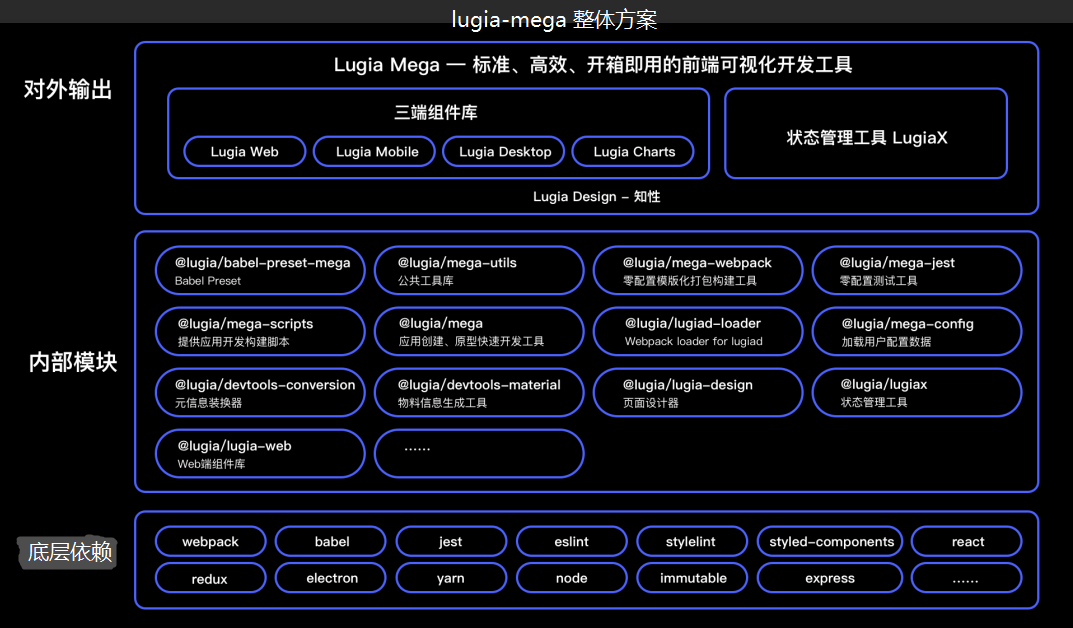 lugia-mega 整体方案
对外输出
Lugia Mega — 标准、高效、开箱即用的前端可视化开发工具
三端组件库
Lugia Web
Lugia Mobile
Lugia Desktop
Lugia Charts
状态管理工具 LugiaX
Lugia Design – 知性
内部模块
@lugia/babel-preset-mega
Babel Preset
@lugia/mega-utils
公共工具库
@lugia/mega-webpack
零配置模版化打包构建工具
@lugia/mega-jest
零配置测试工具
@lugia/mega-scripts
提供应用开发构建脚本
@lugia/mega
应用创建、原型快速开发工具
@lugia/lugiad-loader
Webpack loader for lugiad
@lugia/mega-config
加载用户配置数据
@lugia/devtools-conversion
元信息装换器
@lugia/devtools-material
物料信息生成工具
@lugia/lugia-design
页面设计器
@lugia/lugiax
状态管理工具
@lugia/lugia-web
Web端组件库
……
底层依赖
webpack
babel
jest
eslint
stylelint
styled-components
react
redux
electron
yarn
node
immutable
express
……